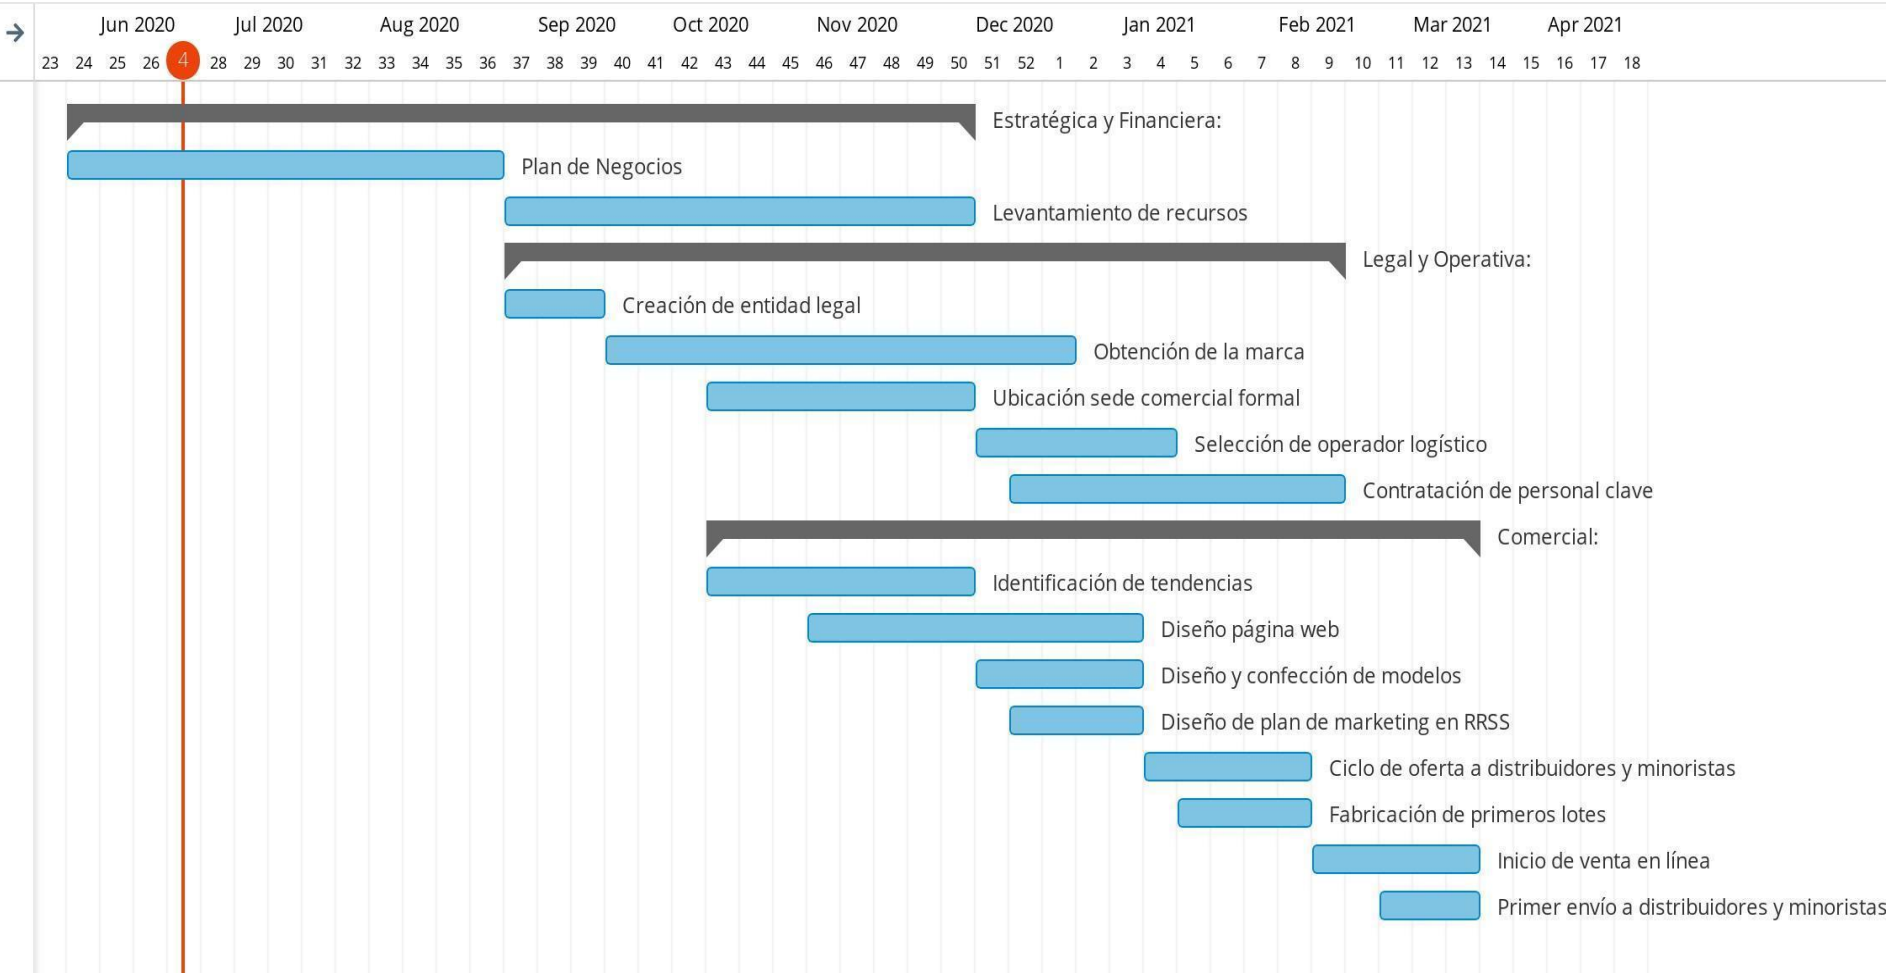 Jun 2020 Jul 2020 Aug 2020 Sep 2020 Oct 2020 Nov 2020 Dec 2020 Jan 2021 Feb 2021 Mar 2021 Apr 2021
23 24 25 26 4 28 29 30 31 32 33 34 35 36 37 38 39 40 41 42 43 44 45 46 47 48 49 50 51 52 1 2 3 4 5 6 7 8 9 10 11 12 13 14 15 16 17 18
Estratégica y Financiera:
Plan de Negocios
Levantamiento de recursos
Legal y Operativa:
Creación de entidad legal
Obtención de la marca
Ubicación sede comercial formal
Selección de operador logístico
Contratación de personal clave
Comercial:
Identificación de tendencias
Diseño página web
Diseño y confección de modelos
Diseño de plan de marketing en RRSS
Ciclo de oferta a distribuidores y minoristas
Fabricación de primeros lotes
Inicio de venta en línea
Primer envío a distribuidores y minoristas